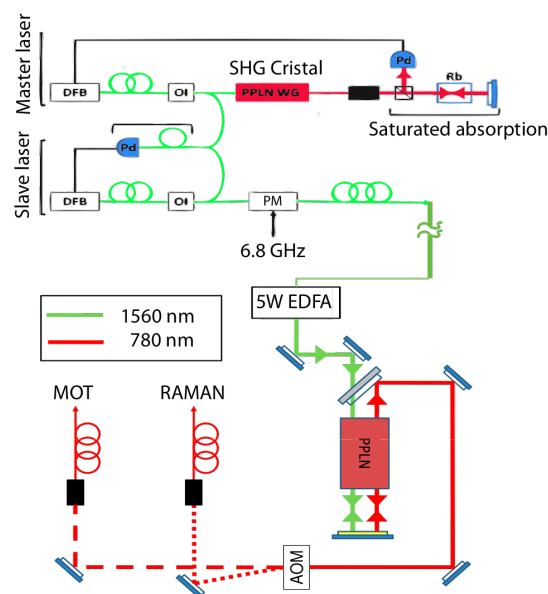 Master laser
DFB
OI
SHG Cristal
PPLN WG
Pd
Rb
Saturated absorption
Slave laser
Pd
DFB
OI
PM
6.8 GHz
5W EDFA
1560 nm
780 nm
MOT
RAMAN
PPLN
AOM